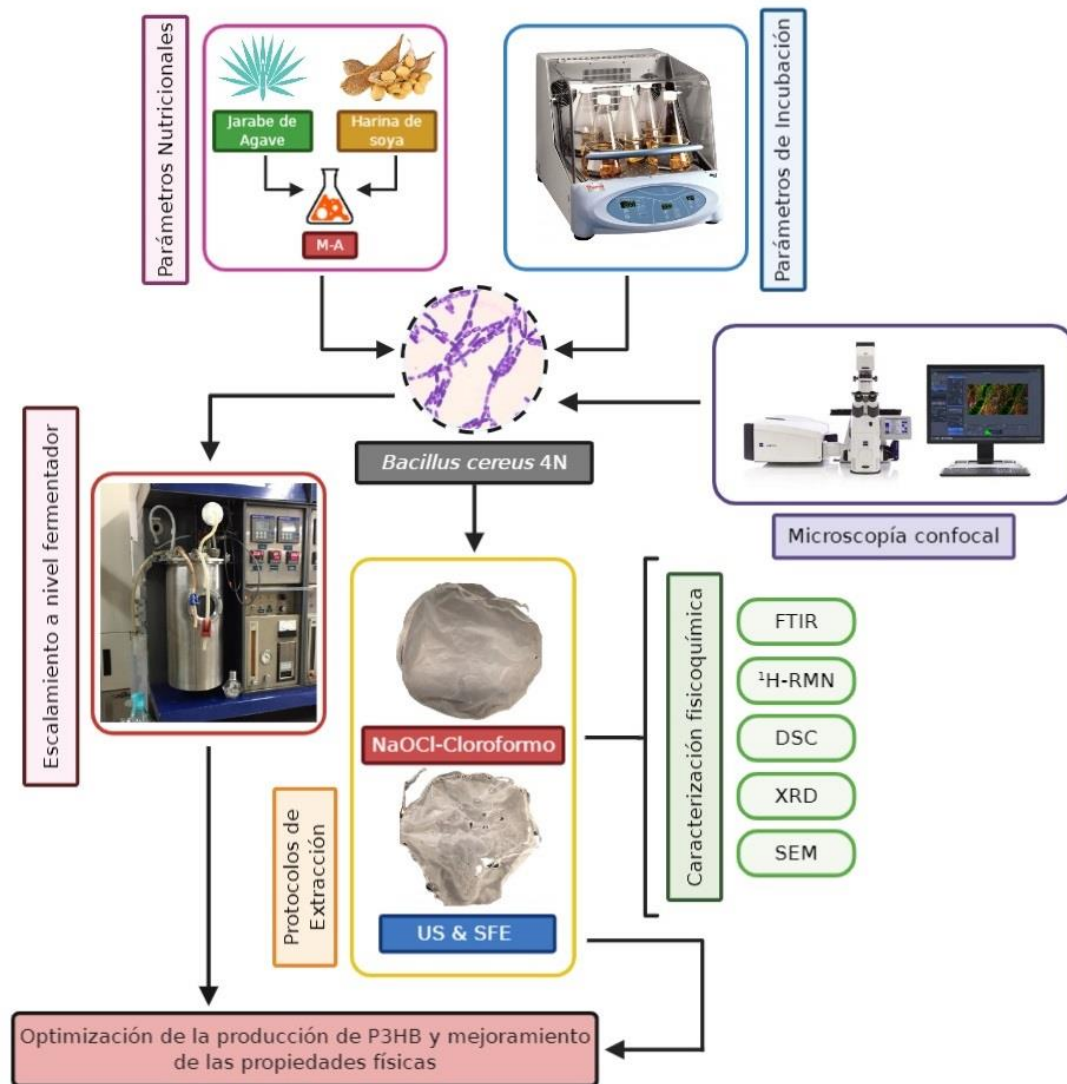 Parámetros Nutricionales
Jarabe de
Agave
Harina de
soya
M-A
Parámetros de Incubación
Bacillus cereus 4N
Microscopía confocal
Escalamiento a nivel fermentador
NaOCl-Cloroformo
Protocolos de
Extracción
US & SFE
Caracterización fisicoquímica
FTIR
¹H-RMN
DSC
XRD
SEM
Optimización de la producción de P3HB y mejoramiento
de las propiedades físicas